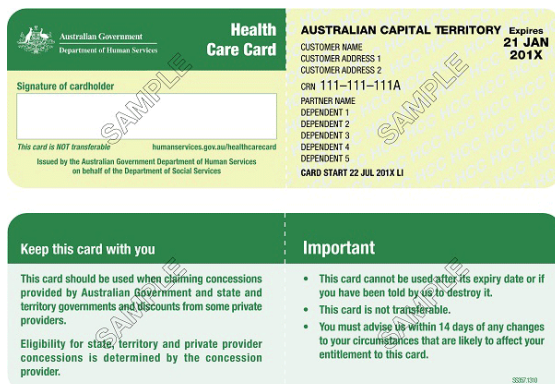 Australian Government
Department of Human Services
Health
Care Card
Signature of cardholder
This card is NOT transferable
humanservices.gov.au/healthcarecard
Issued by the Australian Government Department of Human Services
on behalf of the Department of Social Services
SAMPLE
AUSTRALIAN CAPITAL TERRITORY
Expires
21 JAN
201X
CUSTOMER NAME
CUSTOMER ADDRESS 1
CUSTOMER ADDRESS 2
CRN 111–111–111A
PARTNER NAME
DEPENDENT 1
DEPENDENT 2
DEPENDENT 3
DEPENDENT 4
DEPENDENT 5
CARD START 22 JUL 201X LI
SAMPLE
Keep this card with you
This card should be used when claiming concessions
provided by Australian Government and state and
territory governments and discounts from some private
providers.
Eligibility for state, territory and private provider
concessions is determined by the concession
provider.
SAMPLE
Important
• This card cannot be used after its expiry date or if
you have been told by us to destroy it.
• This card is not transferable.
• You must advise us within 14 days of any changes
to your circumstances that are likely to affect your
entitlement to this card.
SAMPLE